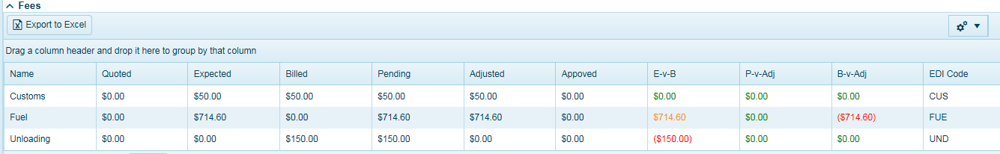 Fees
Export to Excel
Drag a column header and drop it here to group by that column
Name Quoted Expected Billed Pending Adjusted Appoved E-v-B P-v-Adj B-v-Adj EDI Code
Customs $0.00 $50.00 $50.00 $50.00 $50.00 $0.00 $0.00 $0.00 $0.00 CUS
Fuel $0.00 $714.60 $0.00 $714.60 $714.60 $0.00 $714.60 $0.00 ($714.60) FUE
Unloading $0.00 $0.00 $150.00 $150.00 $0.00 $0.00 ($150.00) $0.00 $0.00 UND